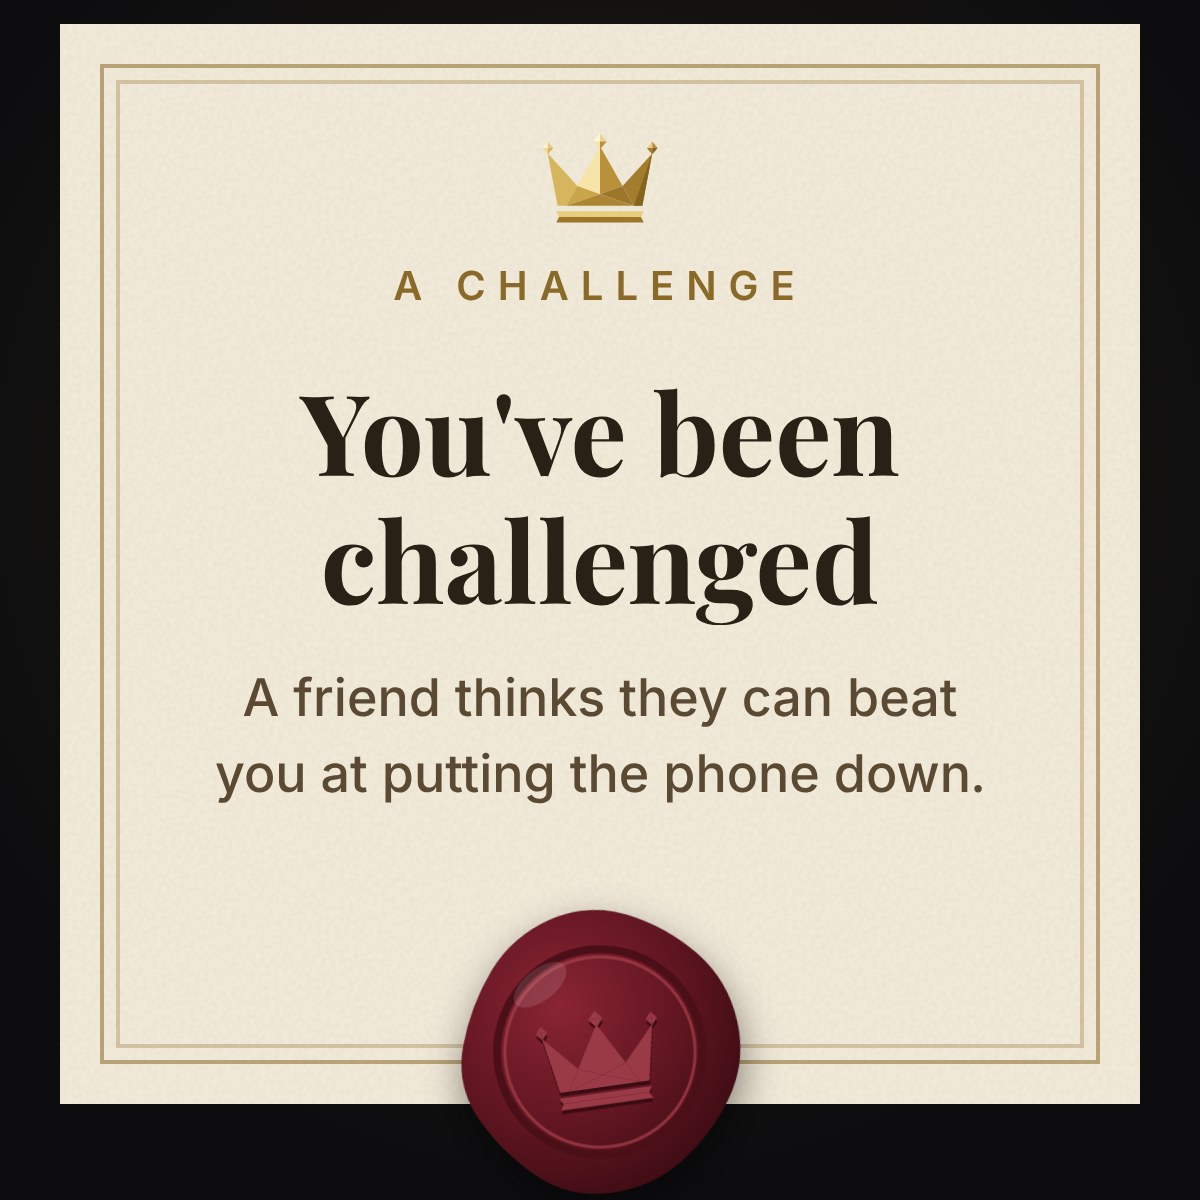 A CHALLENGE
You've been
challenged
A friend thinks they can beat
you at putting the phone down.